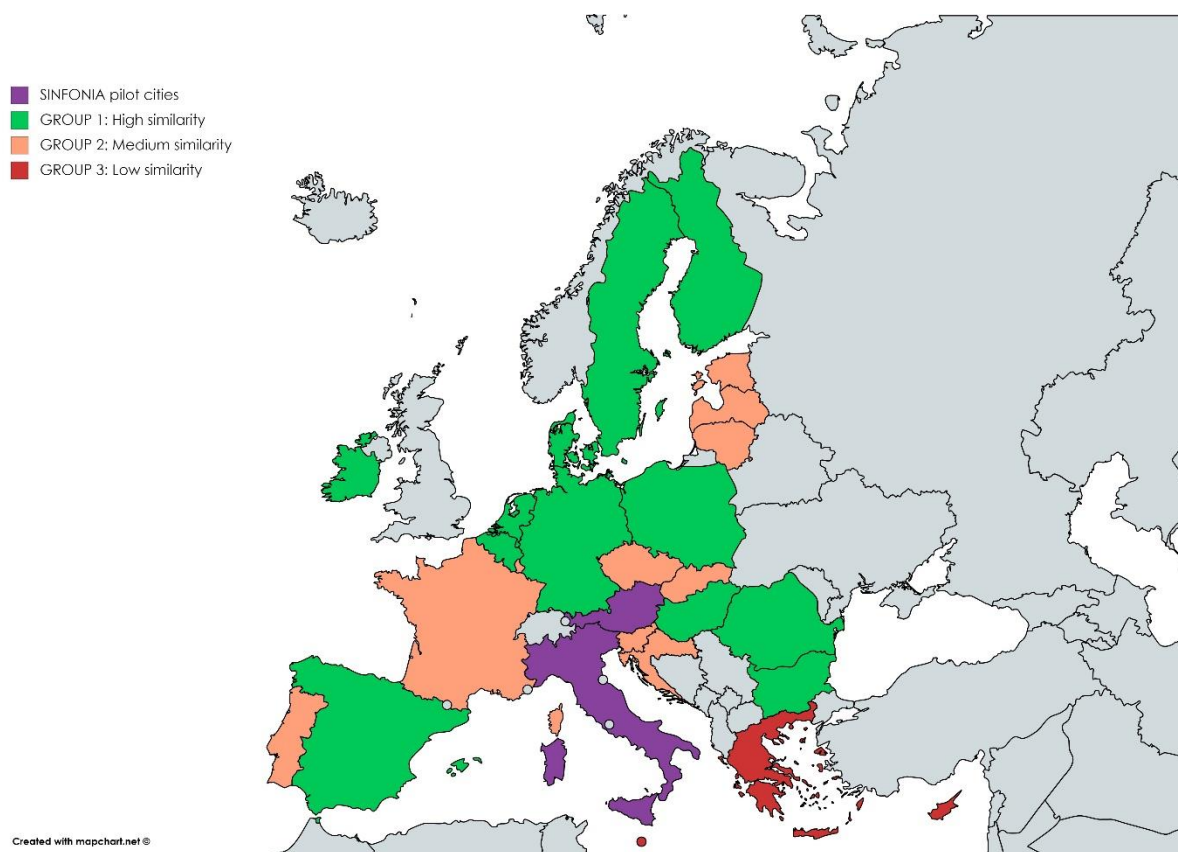 SINFONIA pilot cities
GROUP 1: High similarity
GROUP 2: Medium similarity
GROUP 3: Low similarity
Created with mapchart.net ©